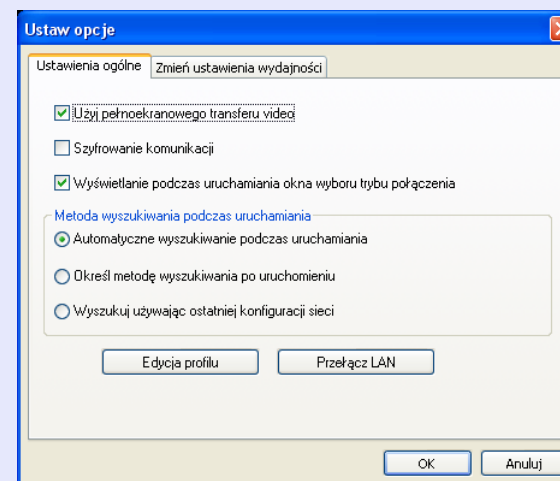 Ustaw opcje
Ustawienia ogólne Zmień ustawienia wydajności
Użyj pełnoekranowego transferu video
Szyfrowanie komunikacji
Wyświetlanie podczas uruchamiania okna wyboru trybu połączenia
Metoda wyszukiwania podczas uruchamiania
Automatyczne wyszukiwanie podczas uruchamiania
Określ metodę wyszukiwania po uruchomieniu
Wyszukuj używając ostatniej konfiguracji sieci
Edycja profilu Przełącz LAN
OK Anuluj